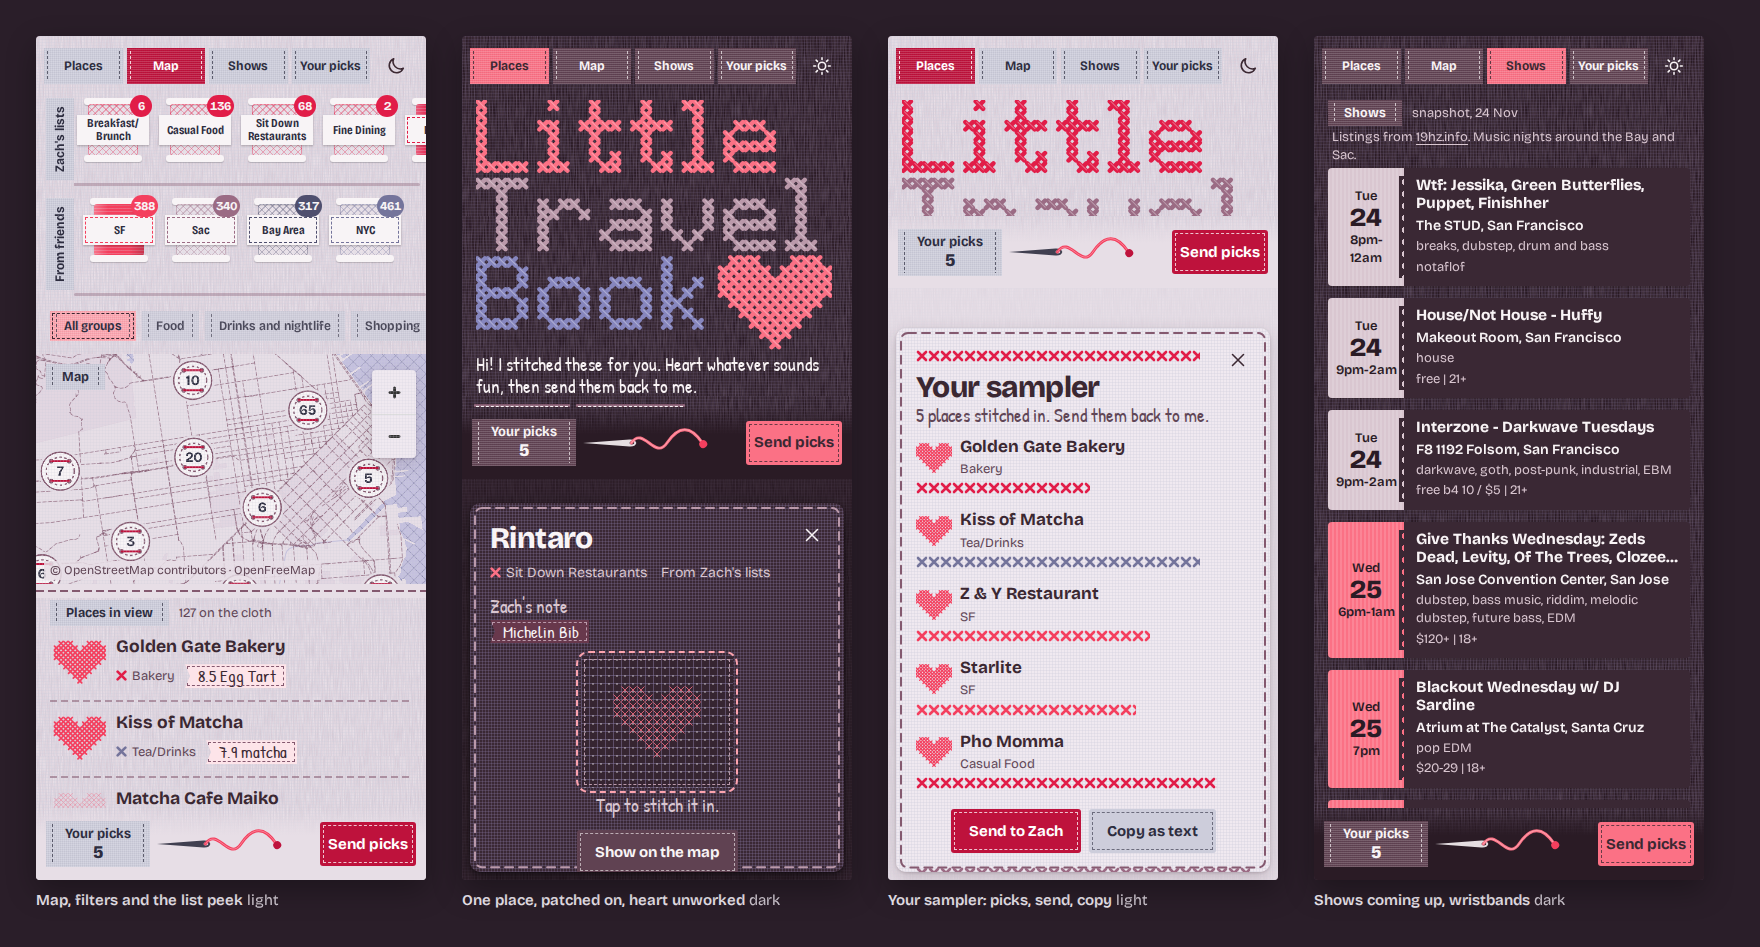 Places
Map
Shows
Your picks
Zach's lists
6
Breakfast/
Brunch
136
Casual Food
68
Sit Down
Restaurants
2
Fine Dining
From friends
388
SF
340
Sac
317
Bay Area
461
NYC
All groups
Food
Drinks and nightlife
Shopping
Map
10
65
+
−
20
7
5
6
3
6
© OpenStreetMap contributors · OpenFreeMap
Places in view
127 on the cloth
Golden Gate Bakery
Bakery
8.5 Egg Tart
Kiss of Matcha
Tea/Drinks
7.9 matcha
Matcha Cafe Maiko
Your picks
5
Send picks
Map, filters and the list peek light
Places
Map
Shows
Your picks
Little
Travel
Book
Hi! I stitched these for you. Heart whatever sounds
fun, then send them back to me.
Your picks
5
Send picks
Rintaro
Sit Down Restaurants
From Zach's lists
Zach's note
Michelin Bib
Tap to stitch it in.
Show on the map
One place, patched on, heart unworked dark
Places
Map
Shows
Your picks
Little
Travel
Your picks
5
Send picks
Your sampler
5 places stitched in. Send them back to me.
Golden Gate Bakery
Bakery
Kiss of Matcha
Tea/Drinks
Z & Y Restaurant
SF
Starlite
SF
Pho Momma
Casual Food
Send to Zach
Copy as text
Your sampler: picks, send, copy light
Places
Map
Shows
Your picks
Shows
snapshot, 24 Nov
Listings from 19hz.info. Music nights around the Bay and
Sac.
Tue
24
8pm-
12am
Wtf: Jessika, Green Butterflies,
Puppet, Finishher
The STUD, San Francisco
breaks, dubstep, drum and bass
notaflof
Tue
24
9pm-2am
House/Not House - Huffy
Makeout Room, San Francisco
house
free | 21+
Tue
24
9pm-2am
Interzone - Darkwave Tuesdays
F8 1192 Folsom, San Francisco
darkwave, goth, post-punk, industrial, EBM
free b4 10 / $5 | 21+
Wed
25
6pm-1am
Give Thanks Wednesday: Zeds
Dead, Levity, Of The Trees, Clozee...
San Jose Convention Center, San Jose
dubstep, bass music, riddim, melodic
dubstep, future bass, EDM
$120+ | 18+
Wed
25
7pm
Blackout Wednesday w/ DJ
Sardine
Atrium at The Catalyst, Santa Cruz
pop EDM
$20-29 | 18+
Your picks
5
Send picks
Shows coming up, wristbands dark